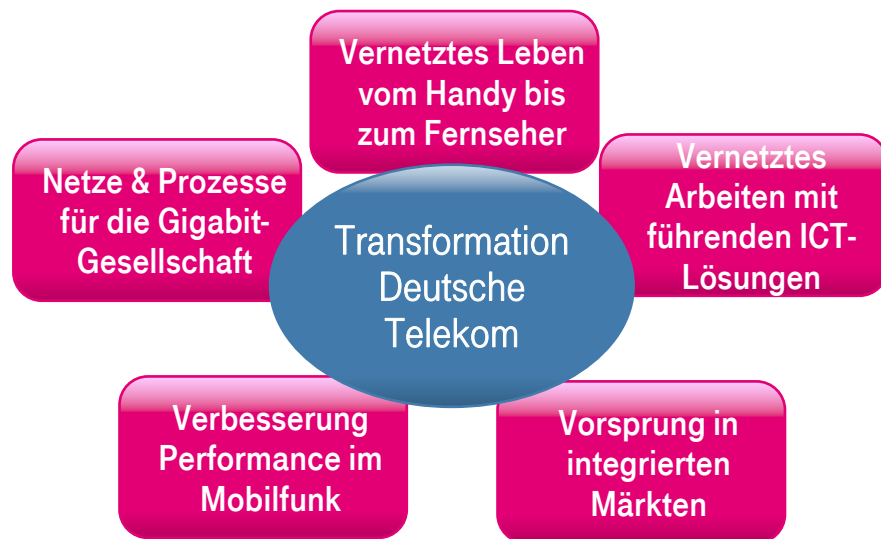 Vernetztes Leben
vom Handy bis
zum Fernseher
Netze & Prozesse
für die Gigabit-
Gesellschaft
Vernetztes
Arbeiten mit
führenden ICT-
Lösungen
Transformation
Deutsche
Telekom
Verbesserung
Performance im
Mobilfunk
Vorsprung in
integrierten
Märkten